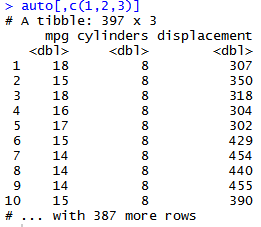 > auto[,c(1,2,3)]
# A tibble: 397 x 3
mpg cylinders displacement
<dbl> <dbl> <dbl>
1 18 8 307
2 15 8 350
3 18 8 318
4 16 8 304
5 17 8 302
6 15 8 429
7 14 8 454
8 14 8 440
9 14 8 455
10 15 8 390
# ... with 387 more rows